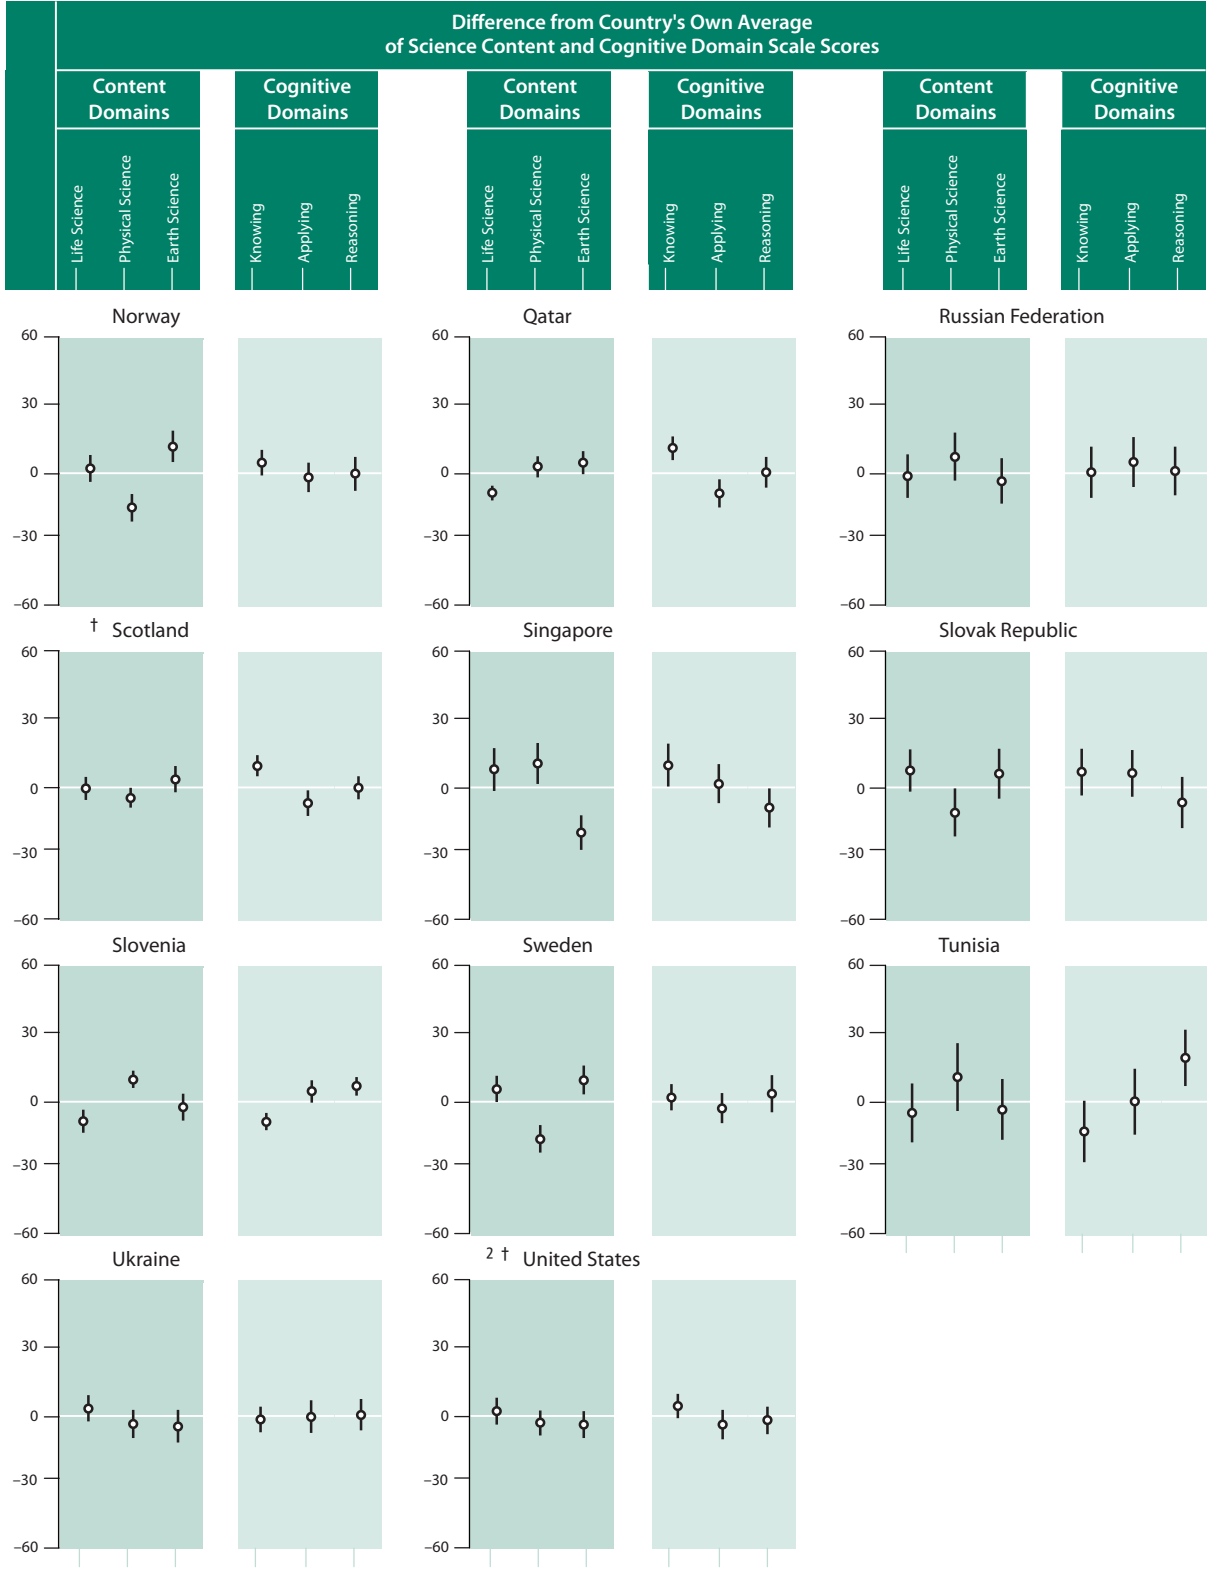 Difference from Country's Own Average
of Science Content and Cognitive Domain Scale Scores
Content
Domains
Cognitive
Domains
Content
Domains
Cognitive
Domains
Content
Domains
Cognitive
Domains
Life Science
Physical Science
Earth Science
Knowing
Applying
Reasoning
Life Science
Physical Science
Earth Science
Knowing
Applying
Reasoning
Life Science
Physical Science
Earth Science
Knowing
Applying
Reasoning
Norway
60
30
0
–30
–60
Qatar
60
30
0
–30
–60
Russian Federation
60
30
0
–30
–60
† Scotland
60
30
0
–30
–60
Singapore
60
30
0
–30
–60
Slovak Republic
60
30
0
–30
–60
Slovenia
60
30
0
–30
–60
Sweden
60
30
0
–30
–60
Tunisia
60
30
0
–30
–60
Ukraine
60
30
0
–30
–60
2 † United States
60
30
0
–30
–60